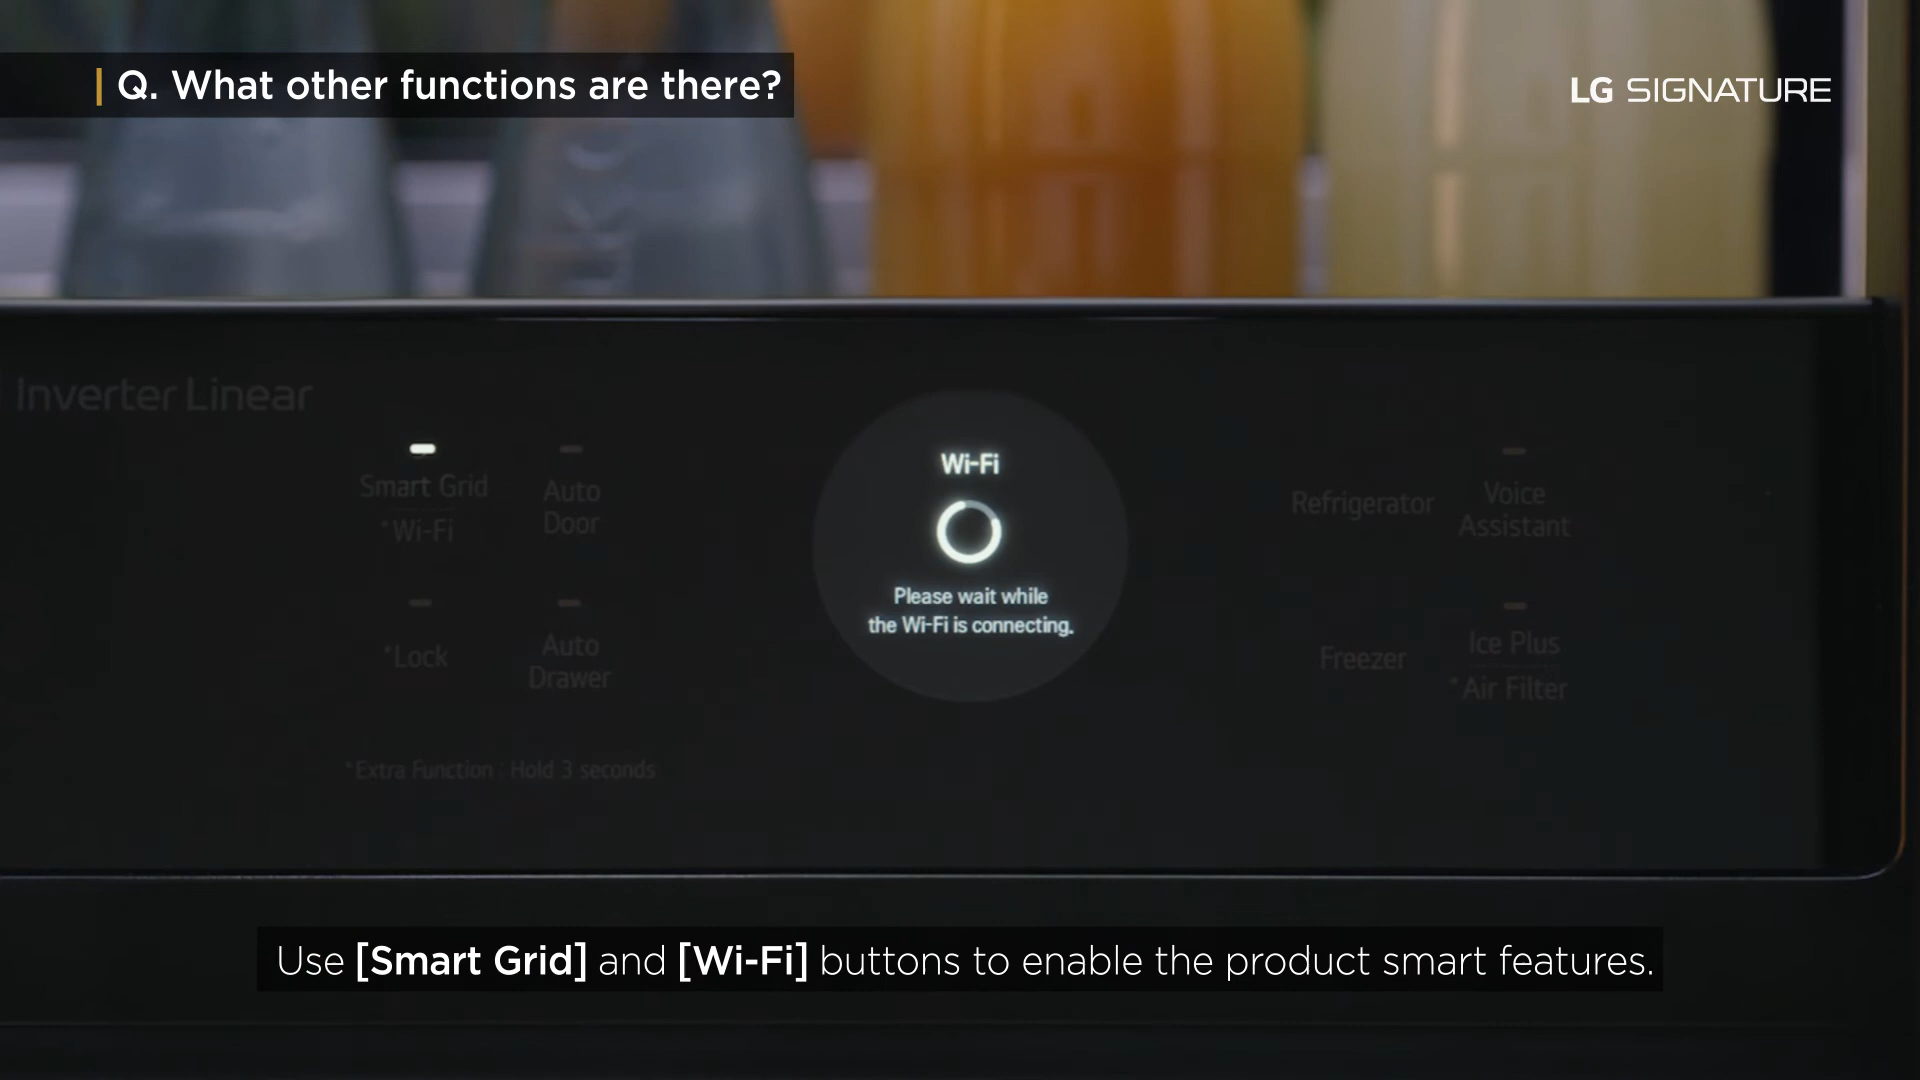 Q. What other functions are there?
LG SIGNATURE
Inverter Linear
Smart Grid
*Wi-Fi
Auto
Door
*Lock
Auto
Drawer
*Extra Function : Hold 3 seconds
Wi-Fi
Please wait while
the Wi-Fi is connecting.
Refrigerator
Voice
Assistant
Freezer
Ice Plus
*Air Filter
Use [Smart Grid] and [Wi-Fi] buttons to enable the product smart features.